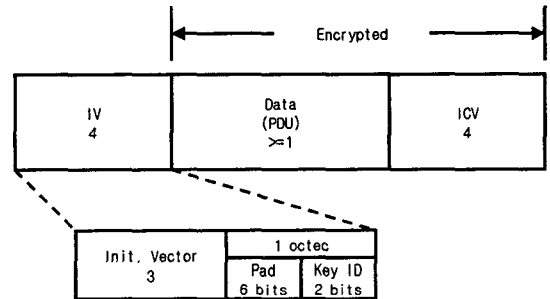 Encrypted
IV
4
Data
(PDU)
>=1
ICV
4
Init. Vector
3
1 octec
Pad
6 bits
Key ID
2 bits